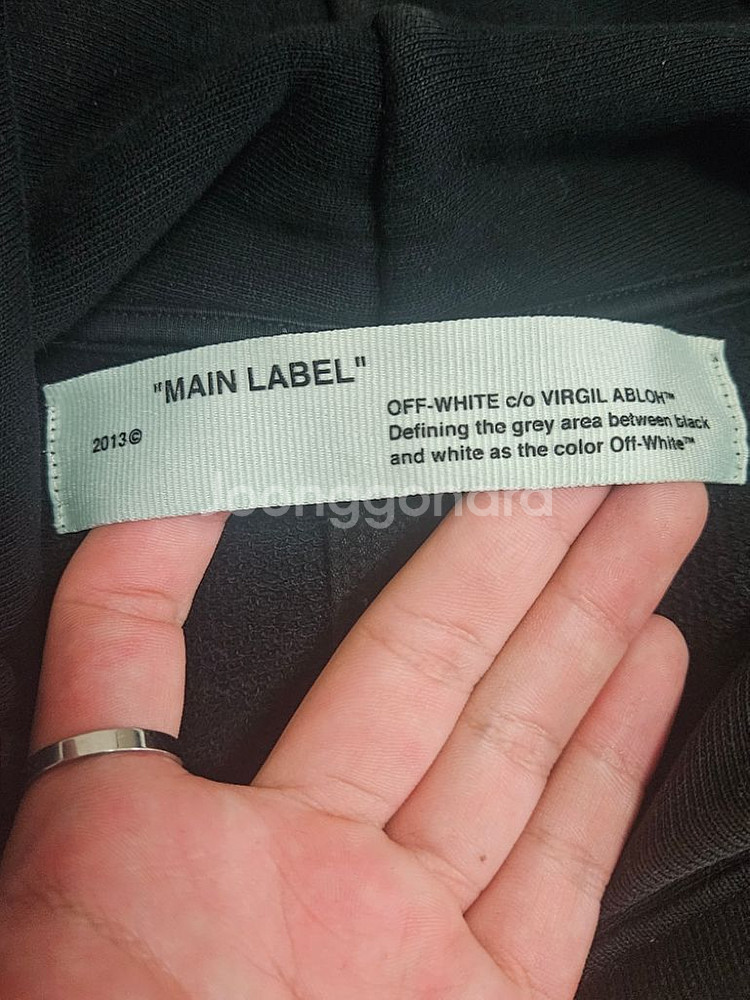 "MAIN LABEL"
2013©
OFF-WHITE c/o VIRGIL ABLOH™
Defining the grey area between black
and white as the color Off-White™
Joonggonara